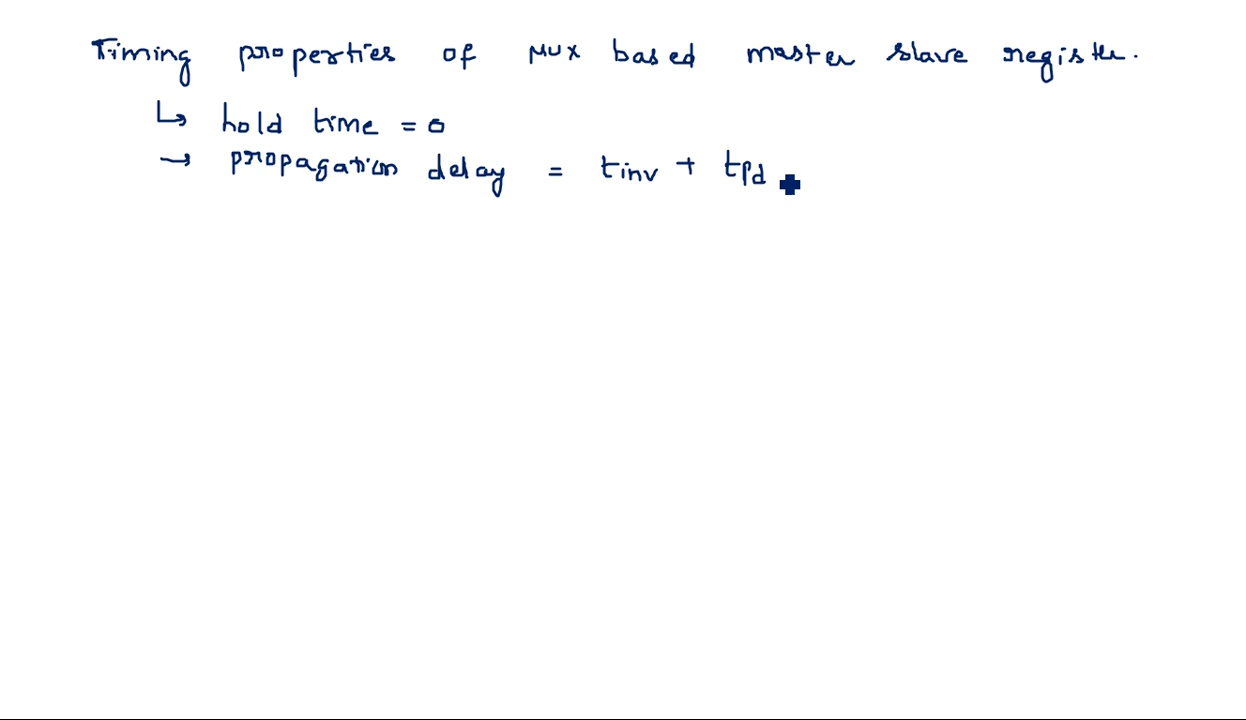 Timing properties of MUX based master slave register.
↳ hold time = 0
→ propagation delay = tinv + tpd